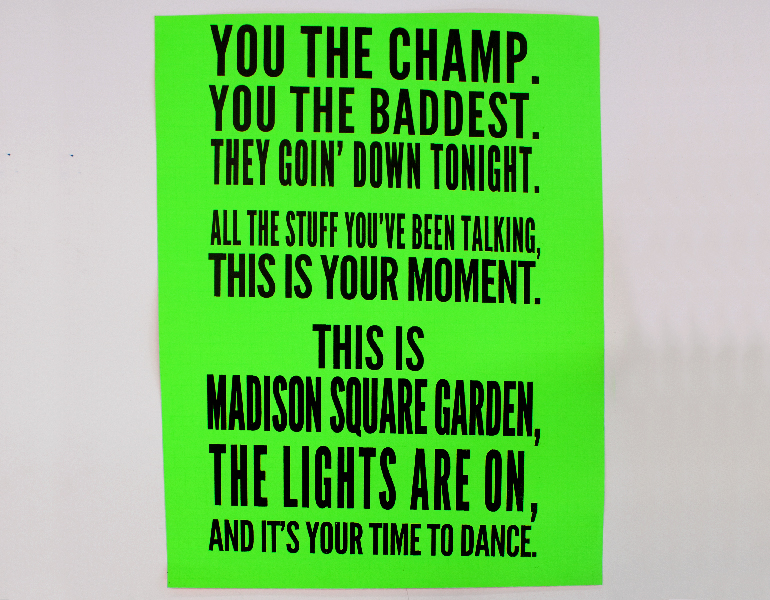 YOU THE CHAMP.
YOU THE BADDEST.
THEY GOIN' DOWN TONIGHT.
ALL THE STUFF YOU'VE BEEN TALKING,
THIS IS YOUR MOMENT.
THIS IS
MADISON SQUARE GARDEN,
THE LIGHTS ARE ON,
AND IT'S YOUR TIME TO DANCE.